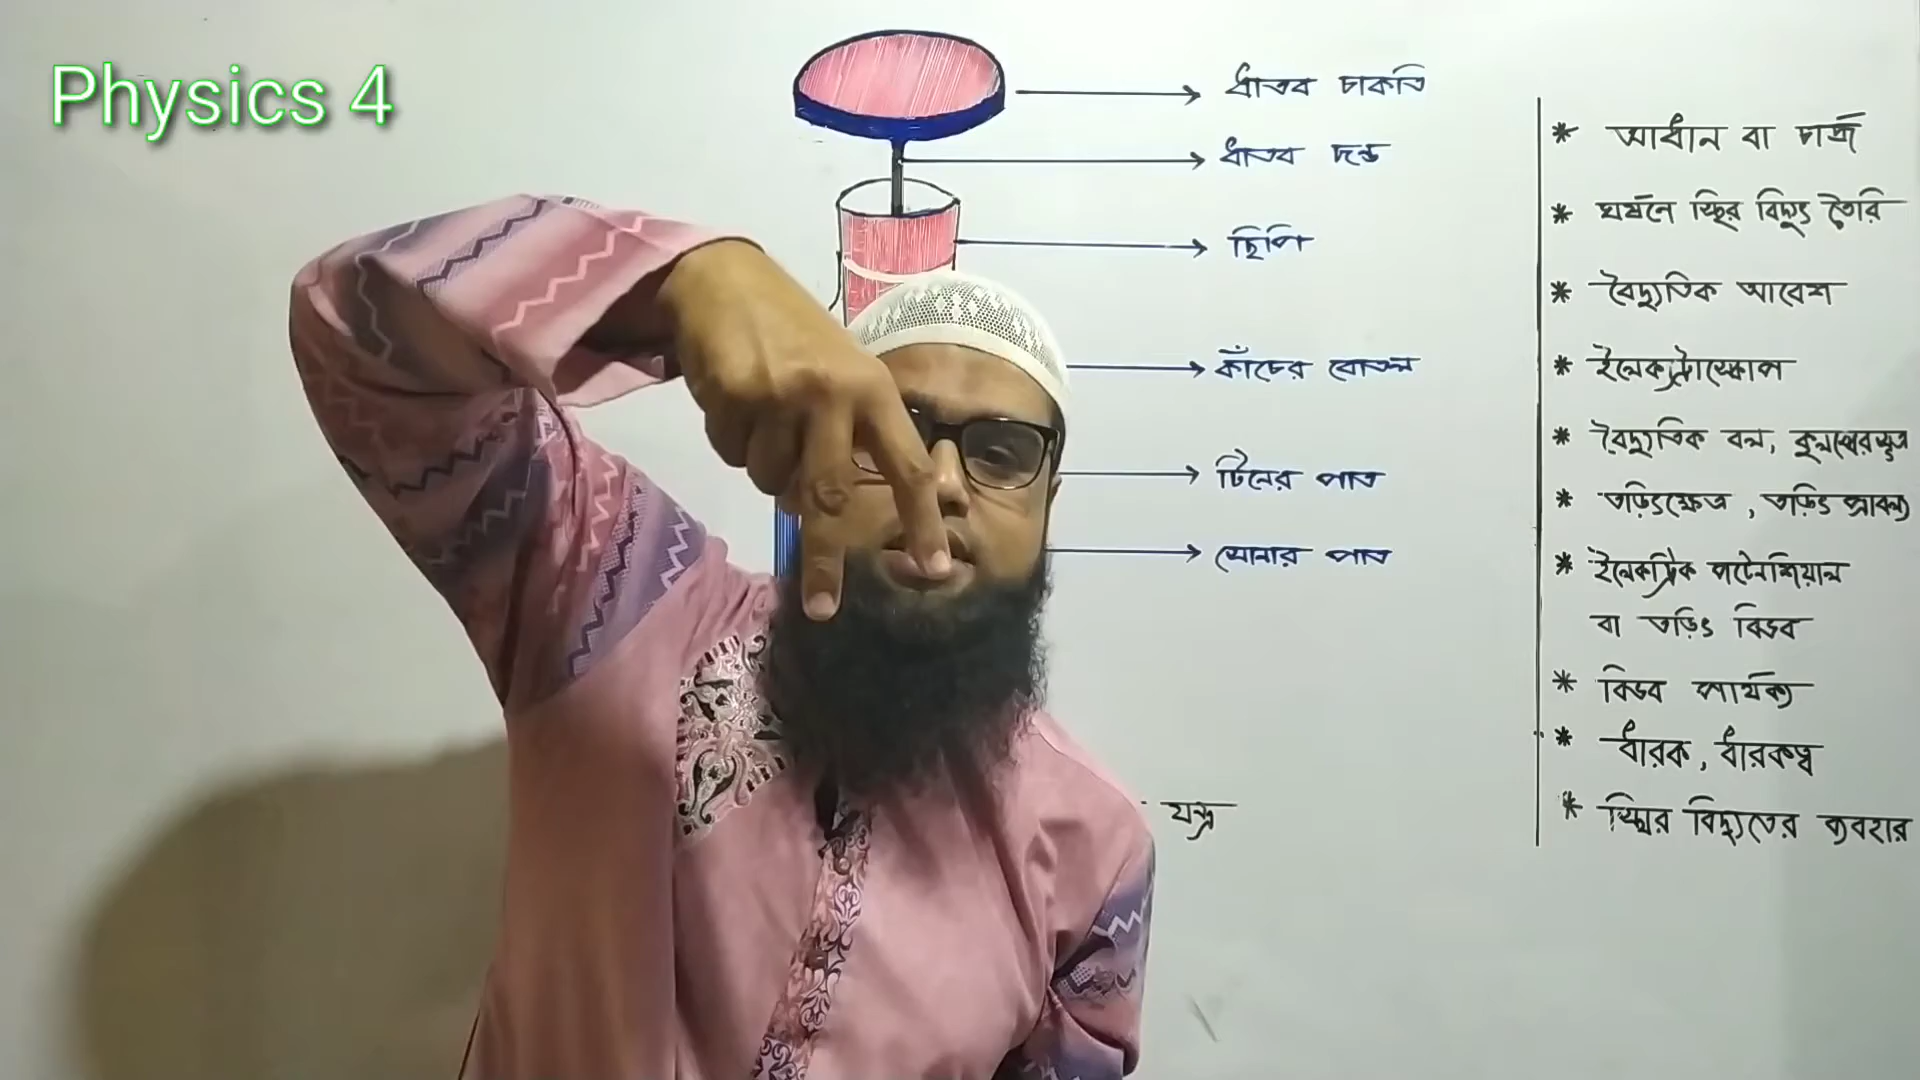 Physics 4
ধাতব চাকতি
ধাতব দন্ড
ছিপি
কাঁচের বোতল
টিনের পাত
সোনার পাত
যন্ত্র
* আধান বা চার্জ
* ঘর্ষনে স্থির বিদ্যুৎ তৈরি
* বৈদ্যুতিক আবেশ
* ইলেকট্রোস্কোপ
* বৈদ্যুতিক বল, কুলম্বের সূত্র
* তড়িৎক্ষেত্র, তড়িৎ প্রাবল্য
* ইলেকট্রিক পটেনশিয়াল
বা তড়িৎ বিভব
* বিভব পার্থক্য
* ধারক, ধারকত্ব
* স্থির বিদ্যুতের ব্যবহার